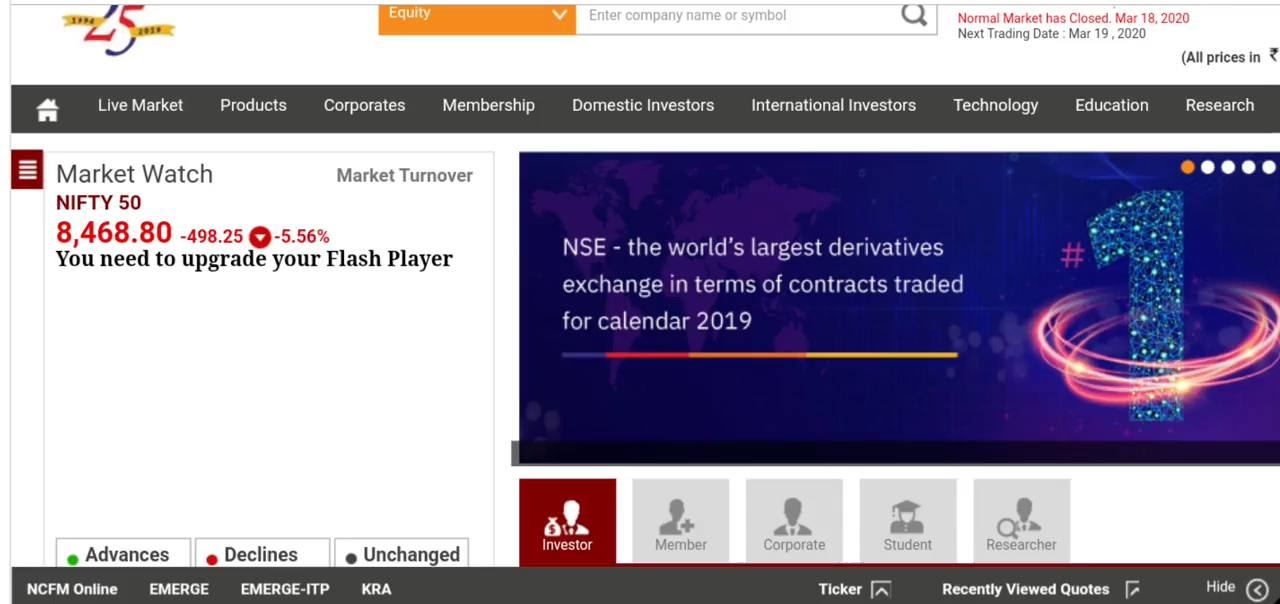 1994 25 2019
Equity
Enter company name or symbol
Normal Market has Closed. Mar 18, 2020
Next Trading Date : Mar 19 , 2020
(All prices in ₹
Live Market Products Corporates Membership Domestic Investors International Investors Technology Education Research
Market Watch Market Turnover
NIFTY 50
8,468.80 -498.25 -5.56%
You need to upgrade your Flash Player
NSE - the world's largest derivatives
exchange in terms of contracts traded
for calendar 2019
#1
Investor Member Corporate Student Researcher
Advances Declines Unchanged
NCFM Online EMERGE EMERGE-ITP KRA Ticker Recently Viewed Quotes Hide